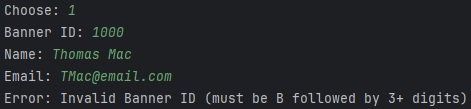 Choose: 1
Banner ID: 1000
Name: Thomas Mac
Email: TMac@email.com
Error: Invalid Banner ID (must be B followed by 3+ digits)